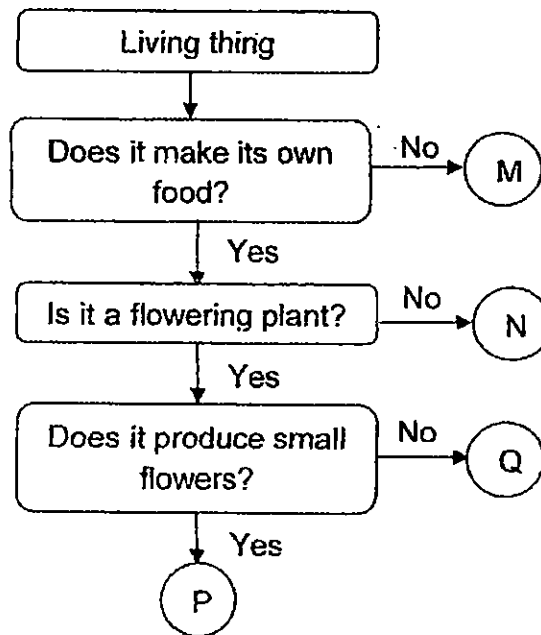 Living thing
Does it make its own
food?
No
M
Yes
Is it a flowering plant?
No
N
Yes
Does it produce small
flowers?
No
Q
Yes
P